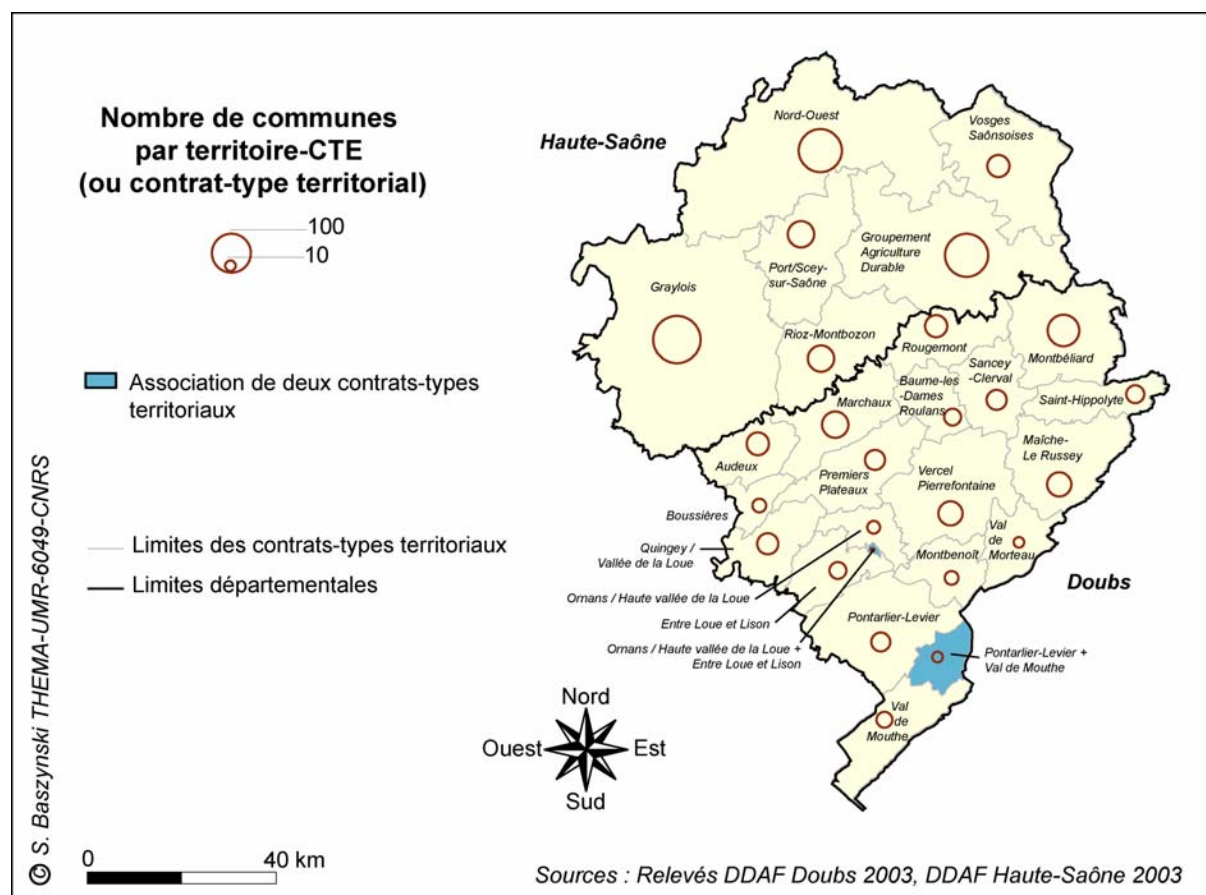 Nombre de communes
par territoire-CTE
(ou contrat-type territorial)
100
10
Association de deux contrats-types
territoriaux
Limites des contrats-types territoriaux
Limites départementales
© S. Baszynski THEMA-UMR-6049-CNRS
0
40 km
Nord
Ouest
Est
Sud
Haute-Saône
Nord-Ouest
Vosges
Saônsoises
Port/Scey-
sur-Saône
Groupement
Agriculture
Durable
Graylois
Rioz-Montbozon
Rougemont
Montbéliard
Sancey
-Clerval
Baume-les
-Dames
Roulans
Saint-Hippolyte
Marchaux
Maîche-
Le Russey
Audeux
Premiers
Plateaux
Vercel
Pierrefontaine
Boussières
Quingey /
Vallée de la Loue
Val
de
Morteau
Montbenoît
Doubs
Ornans / Haute vallée de la Loue
Entre Loue et Lison
Ornans / Haute vallée de la Loue +
Entre Loue et Lison
Pontarlier-Levier
Pontarlier-Levier +
Val de Mouthe
Val
de
Mouthe
Sources : Relevés DDAF Doubs 2003, DDAF Haute-Saône 2003